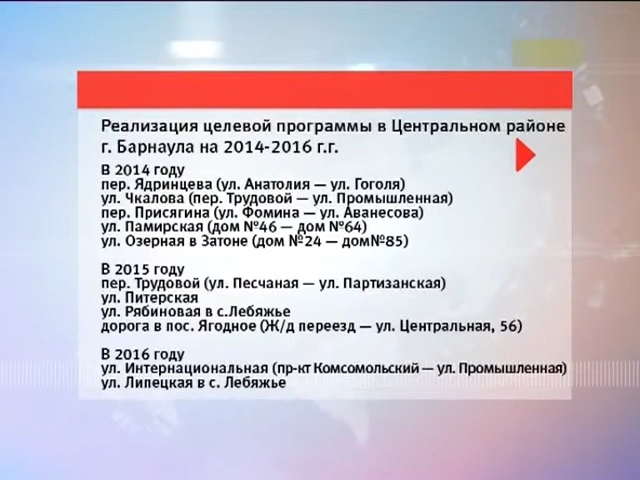 Реализация целевой программы в Центральном районе
г. Барнаула на 2014-2016 г.г.
В 2014 году
пер. Ядринцева (ул. Анатолия — ул. Гоголя)
ул. Чкалова (пер. Трудовой — ул. Промышленная)
пер. Присягина (ул. Фомина — ул. Аванесова)
ул. Памирская (дом №46 — дом №64)
ул. Озерная в Затоне (дом №24 — дом№85)
В 2015 году
пер. Трудовой (ул. Песчаная — ул. Партизанская)
ул. Питерская
ул. Рябиновая в с.Лебяжье
дорога в пос. Ягодное (Ж/д переезд — ул. Центральная, 56)
В 2016 году
ул. Интернациональная (пр-кт Комсомольский — ул. Промышленная)
ул. Липецкая в с. Лебяжье